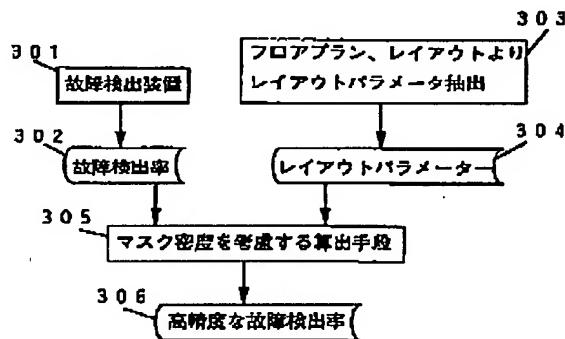 301
故障検出装置
302
故障検出率
303
フロアプラン、レイアウトより
レイアウトパラメータ抽出
304
レイアウトパラメーター
305
マスク密度を考慮する算出手段
306
高精度な故障検出率